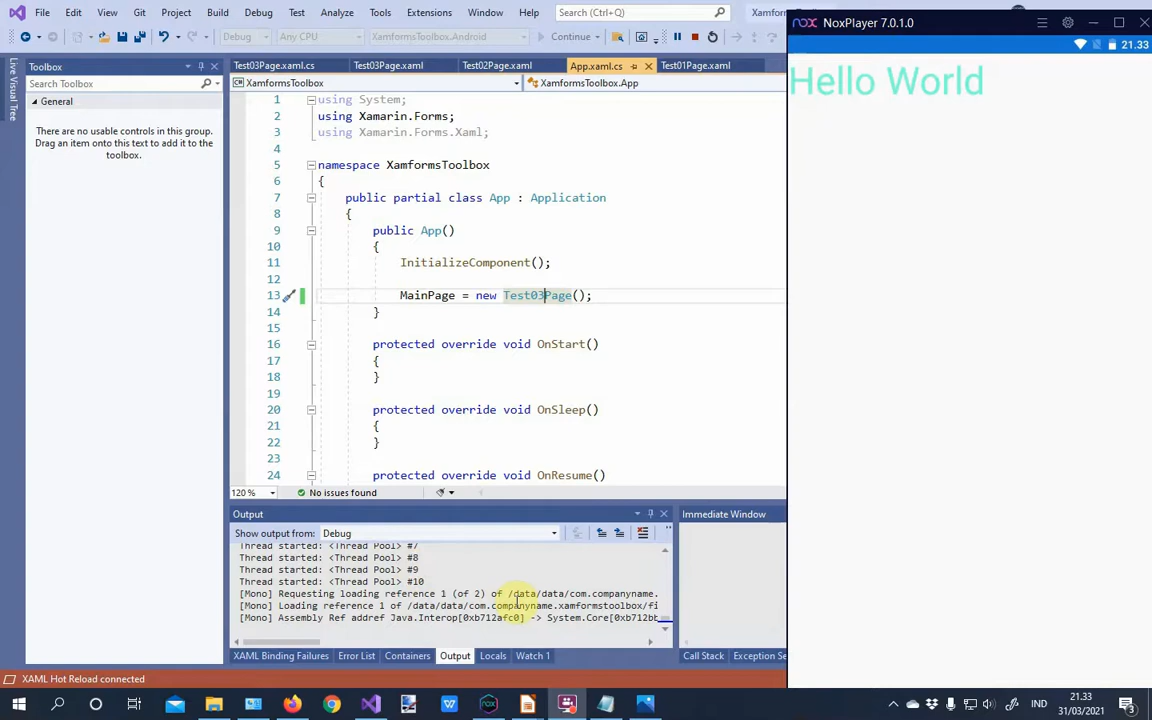 File Edit View Git Project Build Debug Test Analyze Tools Extensions Window Help Search (Ctrl+Q) Xamfor
NoxPlayer 7.0.1.0
Debug Any CPU XamformsToolbox.Android Continue
21.33
Live Visual Tree
Toolbox
Test03Page.xaml.cs Test03Page.xaml Test02Page.xaml App.xaml.cs Test01Page.xaml
Search Toolbox
XamformsToolbox XamformsToolbox.App
General
There are no usable controls in this group.
Drag an item onto this text to add it to the
toolbox.
Hello World
1 using System;
2 using Xamarin.Forms;
3 using Xamarin.Forms.Xaml;
4
5 namespace XamformsToolbox
6 {
7 public partial class App : Application
8 {
9 public App()
10 {
11 InitializeComponent();
12
13 MainPage = new Test03Page();
14 }
15
16 protected override void OnStart()
17 {
18 }
19
20 protected override void OnSleep()
21 {
22 }
23
24 protected override void OnResume()
120 % No issues found
Output
Immediate Window
Show output from: Debug
Thread started: <Thread Pool> #7
Thread started: <Thread Pool> #8
Thread started: <Thread Pool> #9
Thread started: <Thread Pool> #10
[Mono] Requesting loading reference 1 (of 2) of /data/data/com.companyname.
[Mono] Loading reference 1 of /data/data/com.companyname.xamformstoolbox/fi
[Mono] Assembly Ref addref Java.Interop[0xb712afc0] -> System.Core[0xb712bb
XAML Binding Failures Error List Containers Output Locals Watch 1
Call Stack Exception Se
XAML Hot Reload connected
IND
21.33
31/03/2021
3